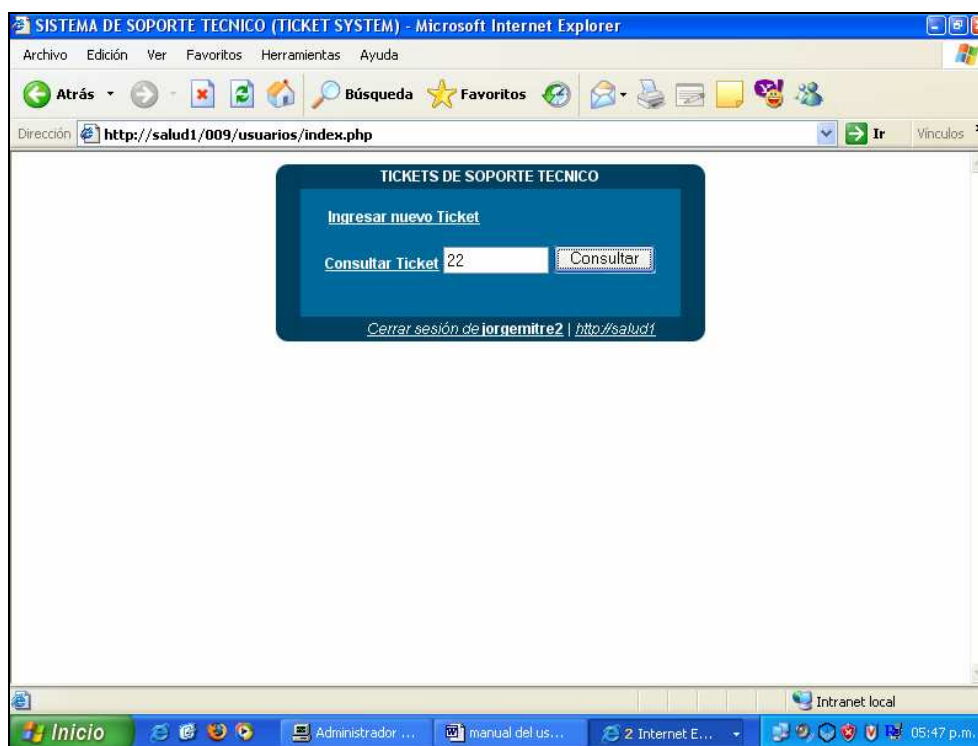 SISTEMA DE SOPORTE TECNICO (TICKET SYSTEM) - Microsoft Internet Explorer
Archivo Edición Ver Favoritos Herramientas Ayuda
Atrás Búsqueda Favoritos
Dirección http://salud1/009/usuarios/index.php Ir Vínculos
TICKETS DE SOPORTE TECNICO
Ingresar nuevo Ticket
Consultar Ticket 22 Consultar
Cerrar sesión de jorgemitre2 | http://salud1
Intranet local
Inicio Administrador ... manual del us... 2 Internet E... 05:47 p.m.